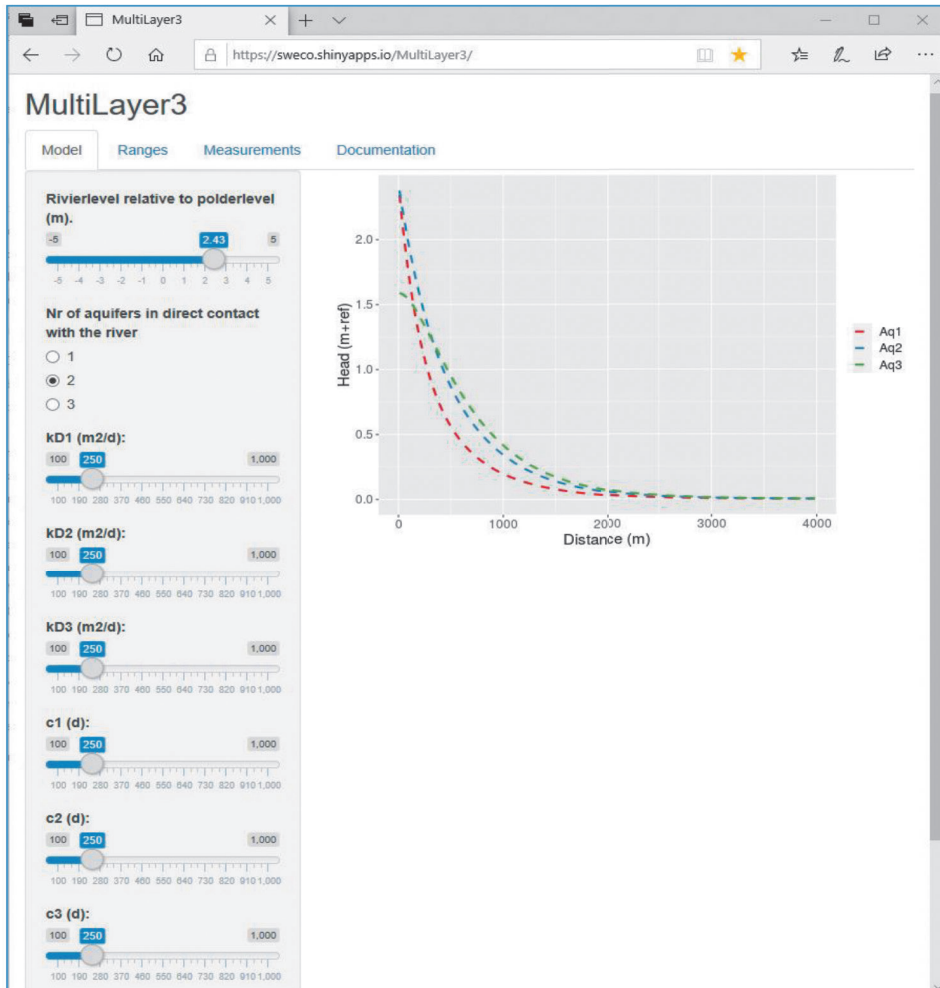 MultiLayer3
https://sweco.shinyapps.io/MultiLayer3/
MultiLayer3
Model Ranges Measurements Documentation
Rivierlevel relative to polderlevel
(m).
-5 2.43 5
-5 -4 -3 -2 -1 0 1 2 3 4 5
Nr of aquifers in direct contact
with the river
1
2
3
kD1 (m2/d):
100 250 1,000
100 190 280 370 460 550 640 730 820 910 1,000
kD2 (m2/d):
100 250 1,000
100 190 280 370 460 550 640 730 820 910 1,000
kD3 (m2/d):
100 250 1,000
100 190 280 370 460 550 640 730 820 910 1,000
c1 (d):
100 250 1,000
100 190 280 370 460 550 640 730 820 910 1,000
c2 (d):
100 250 1,000
100 190 280 370 460 550 640 730 820 910 1,000
c3 (d):
100 250 1,000
100 190 280 370 460 550 640 730 820 910 1,000
Head (m+ref)
2.0
1.5
1.0
0.5
0.0
0 1000 2000 3000 4000
Distance (m)
Aq1
Aq2
Aq3